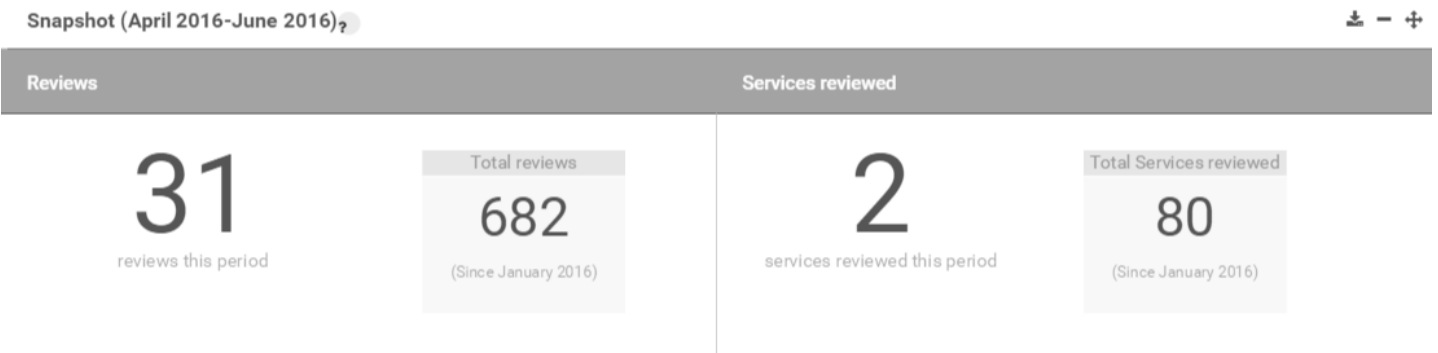 Snapshot (April 2016-June 2016)?
Reviews
Services reviewed
31
reviews this period
Total reviews
682
(Since January 2016)
2
services reviewed this period
Total Services reviewed
80
(Since January 2016)